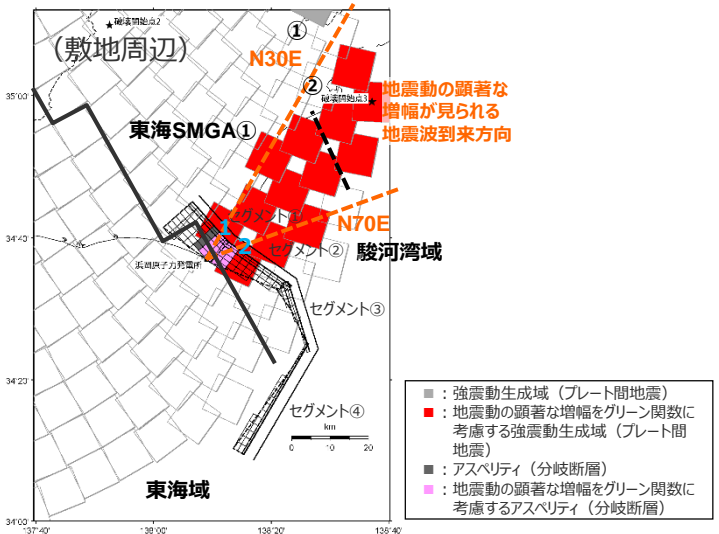 ★破壊開始点2
（敷地周辺）
①
N30E
②
破壊開始点3★
地震動の顕著な
増幅が見られる
地震波到来方向
35°00'
東海SMGA①
N70E
セグメント①
1
2
34°40'
セグメント②
駿河湾域
浜岡原子力発電所
セグメント③
34°20'
セグメント④
km
0 10 20
東海域
34°00'
137°40' 138°00' 138°20' 138°40'
■：強震動生成域（プレート間地震）
■：地震動の顕著な増幅をグリーン関数に
考慮する強震動生成域（プレート間
地震）
■：アスペリティ（分岐断層）
■：地震動の顕著な増幅をグリーン関数に
考慮するアスペリティ（分岐断層）